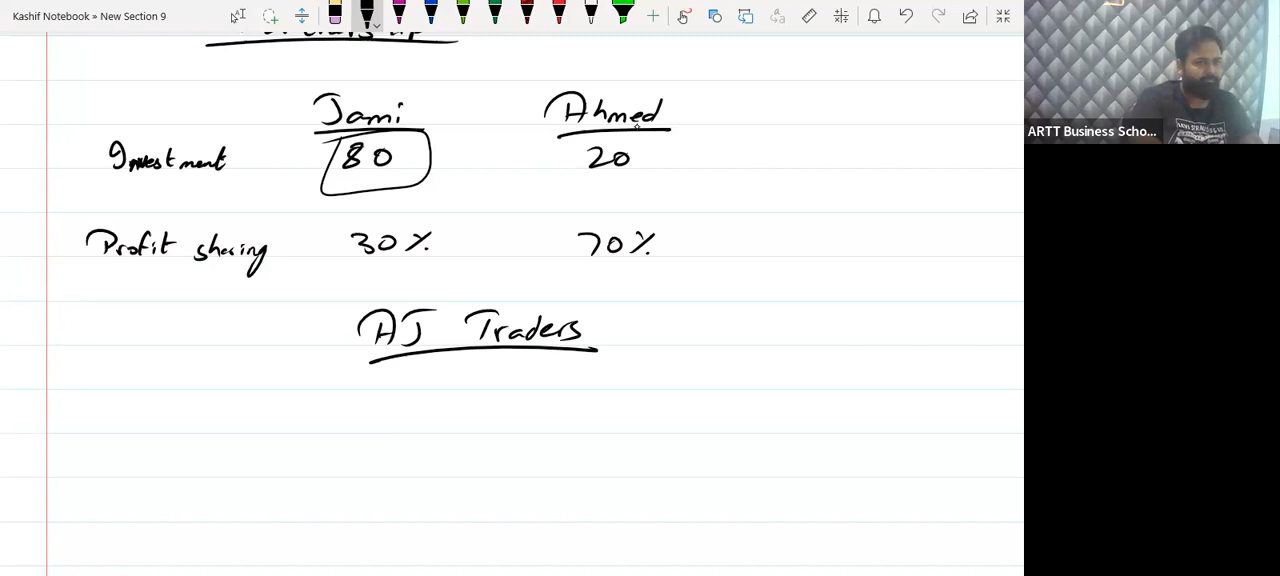 Kashif Notebook » New Section 9
Jami Ahmed
Investment 80 20
Profit sharing 30% 70%
AJ Traders
ARTT Business Scho...